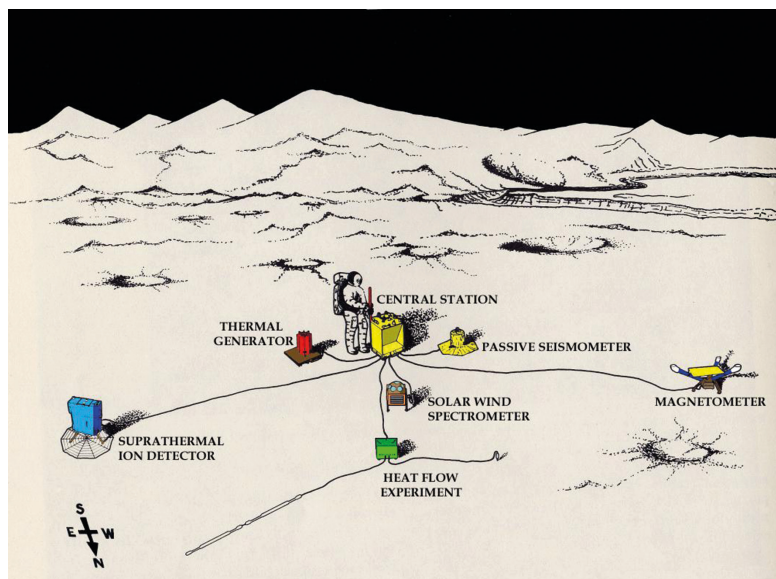 CENTRAL STATION
THERMAL
GENERATOR
PASSIVE SEISMOMETER
MAGNETOMETER
SOLAR WIND
SPECTROMETER
SUPRATHERMAL
ION DETECTOR
HEAT FLOW
EXPERIMENT
S
E W
N